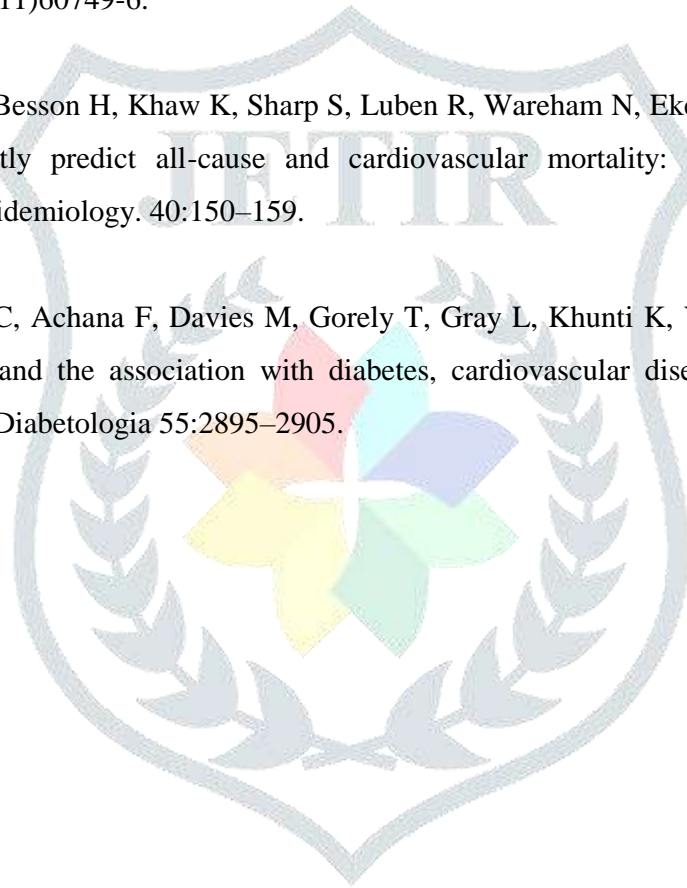 11)60749-6.
Besson H, Khaw K, Sharp S, Luben R, Wareham N, Eke
tly predict all-cause and cardiovascular mortality:
idemiology. 40:150–159.
JETIR
C, Achana F, Davies M, Gorely T, Gray L, Khunti K,
and the association with diabetes, cardiovascular dise
Diabetologia 55:2895–2905.